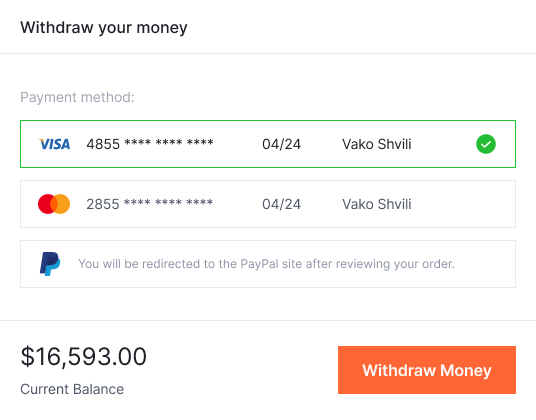 Withdraw your money
Payment method:
VISA 4855 **** **** **** 04/24 Vako Shvili
2855 **** **** **** 04/24 Vako Shvili
You will be redirected to the PayPal site after reviewing your order.
$16,593.00
Current Balance
Withdraw Money